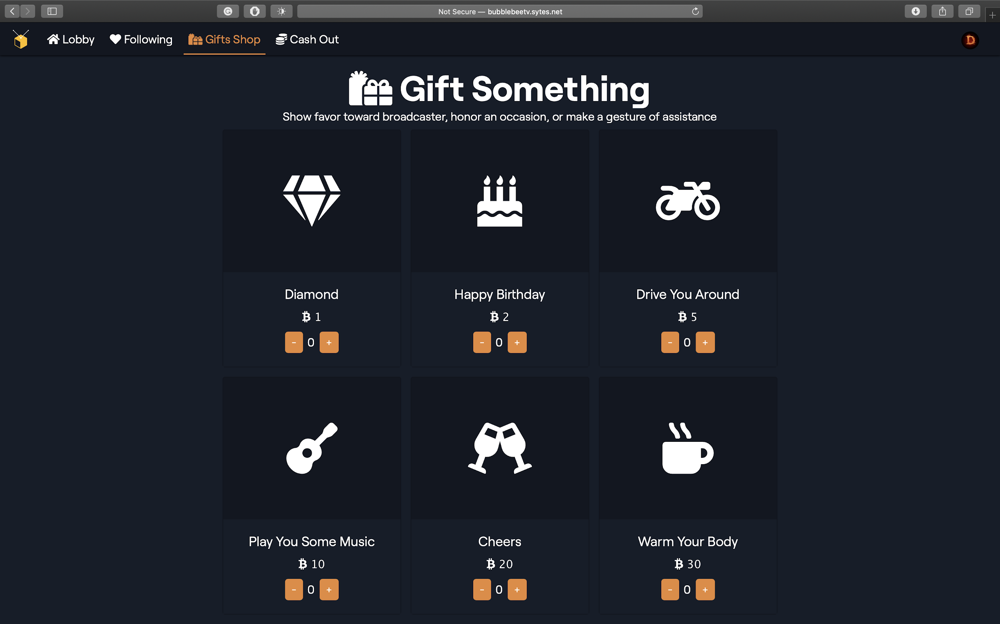 Not Secure — bubblebeetv.sytes.net
Lobby Following Gifts Shop Cash Out D
Gift Something
Show favor toward broadcaster, honor an occasion, or make a gesture of assistance
Diamond
₿ 1
- 0 +
Happy Birthday
₿ 2
- 0 +
Drive You Around
₿ 5
- 0 +
Play You Some Music
₿ 10
- 0 +
Cheers
₿ 20
- 0 +
Warm Your Body
₿ 30
- 0 +